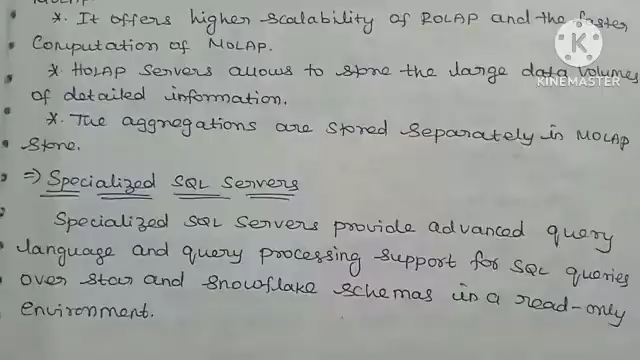 * It offers higher scalability of ROLAP and the faster
Computation of MOLAP.
* HOLAP Servers allows to store the large data volumes
of detailed information.
* The aggregations are stored separately in MOLAP
Store.
⇒ Specialized SQL Servers
Specialized SQL servers provide advanced query
language and query processing support for SQL queries
over star and snowflake schemas in a read-only
environment.
K
KINEMASTER